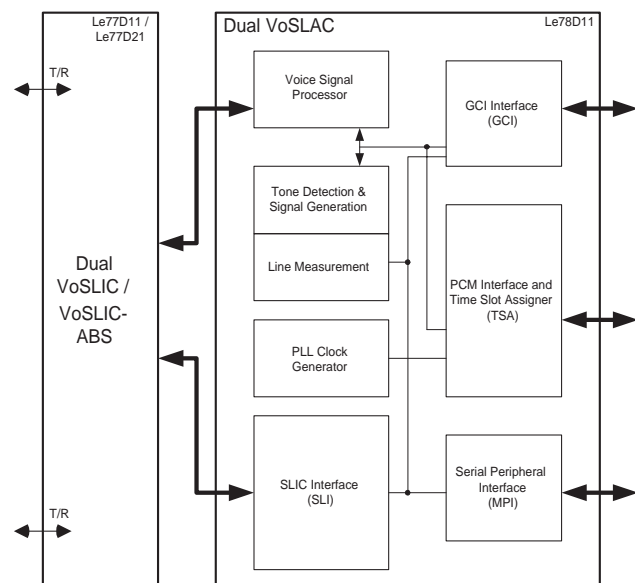 Le77D11 /
Le77D21
T/R
Dual
VoSLIC /
VoSLIC-
ABS
T/R
Dual VoSLAC
Le78D11
Voice Signal
Processor
GCI Interface
(GCI)
Tone Detection &
Signal Generation
Line Measurement
PCM Interface and
Time Slot Assigner
(TSA)
PLL Clock
Generator
SLIC Interface
(SLI)
Serial Peripheral
Interface
(MPI)